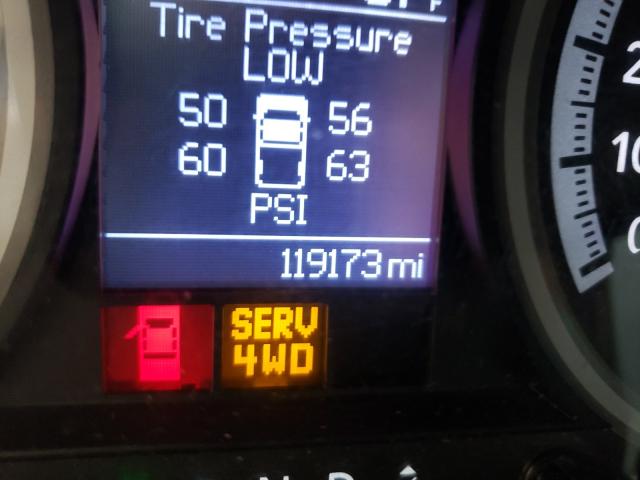 Tire Pressure
LOW
50 56
60 63
PSI
119173 mi
SERV
4WD